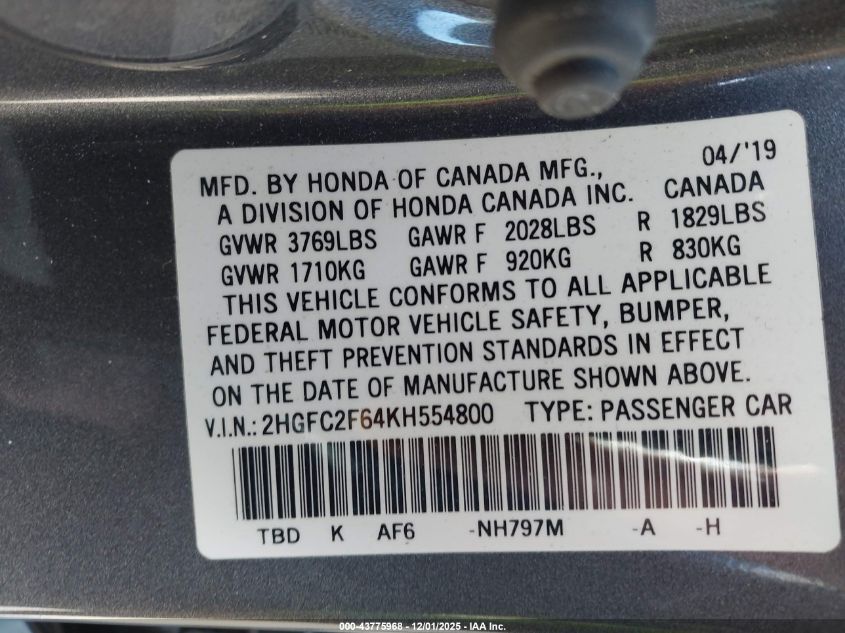 04/'19
MFD. BY HONDA OF CANADA MFG.,
A DIVISION OF HONDA CANADA INC. CANADA
GVWR 3769LBS GAWR F 2028LBS R 1829LBS
GVWR 1710KG GAWR F 920KG R 830KG
THIS VEHICLE CONFORMS TO ALL APPLICABLE
FEDERAL MOTOR VEHICLE SAFETY, BUMPER,
AND THEFT PREVENTION STANDARDS IN EFFECT
ON THE DATE OF MANUFACTURE SHOWN ABOVE.
V.I.N.: 2HGFC2F64KH554800 TYPE: PASSENGER CAR
TBD K AF6 -NH797M -A -H
000-43775968 - 12/01/2025 - IAA Inc.